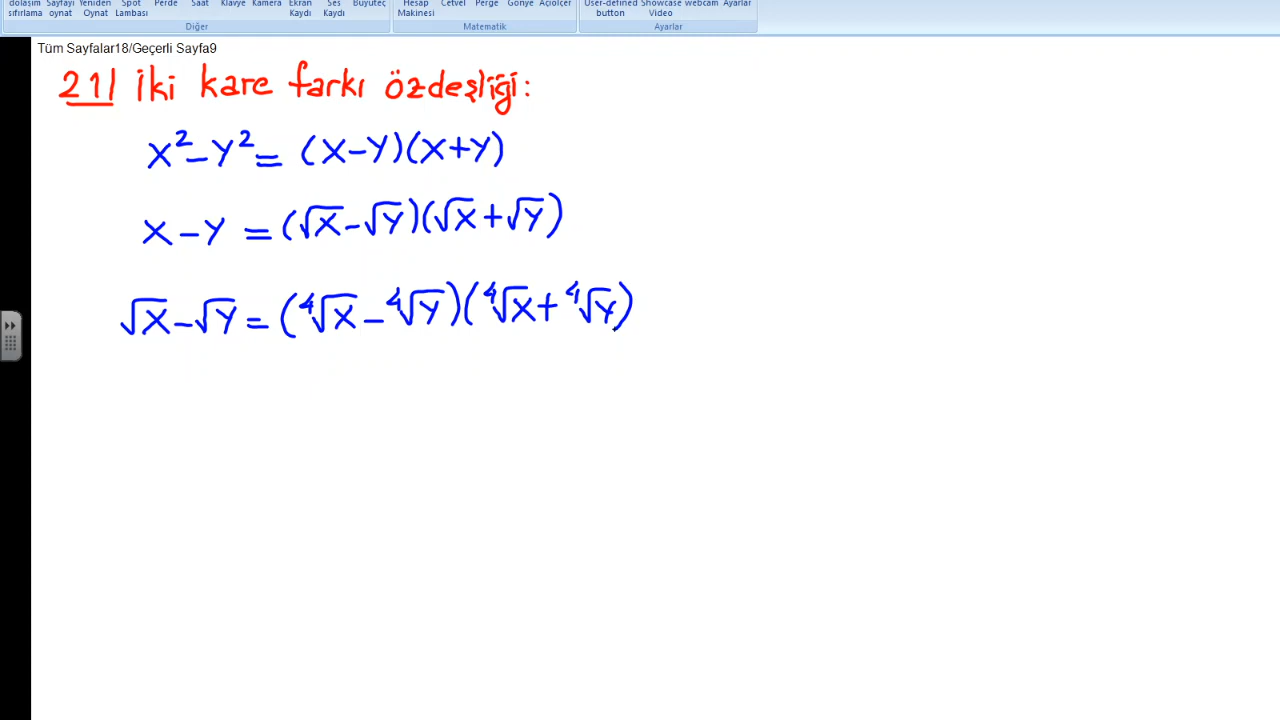 dolaşım Sayfayı Yeniden Spot Perde Saat Klavye Kamera Ekran Ses Büyüteç Hesap Cetvel Perge Gönye Açıölçer User-defined Showcase webcam Ayarlar
sıfırlama oynat Oynat Lambası Kaydı Kaydı Makinesi button Video
Diğer Matematik Ayarlar
Tüm Sayfalar18/Geçerli Sayfa9
21) İki kare farkı özdeşliği:
x² - y² = (x-y)(x+y)
x - y = (√x - √y)(√x + √y)
√x - √y = (⁴√x - ⁴√y)(⁴√x + ⁴√y)